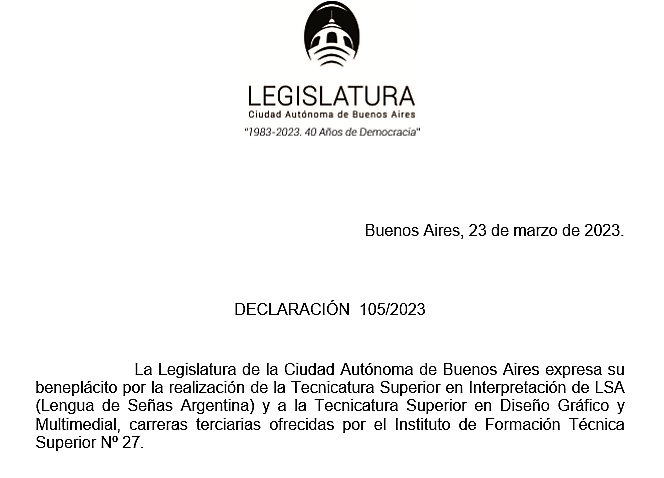 LEGISLATURA
Ciudad Autónoma de Buenos Aires
"1983-2023. 40 Años de Democracia"
Buenos Aires, 23 de marzo de 2023.
DECLARACIÓN 105/2023
La Legislatura de la Ciudad Autónoma de Buenos Aires expresa su
beneplácito por la realización de la Tecnicatura Superior en Interpretación de LSA
(Lengua de Señas Argentina) y a la Tecnicatura Superior en Diseño Gráfico y
Multimedial, carreras terciarias ofrecidas por el Instituto de Formación Técnica
Superior Nº 27.